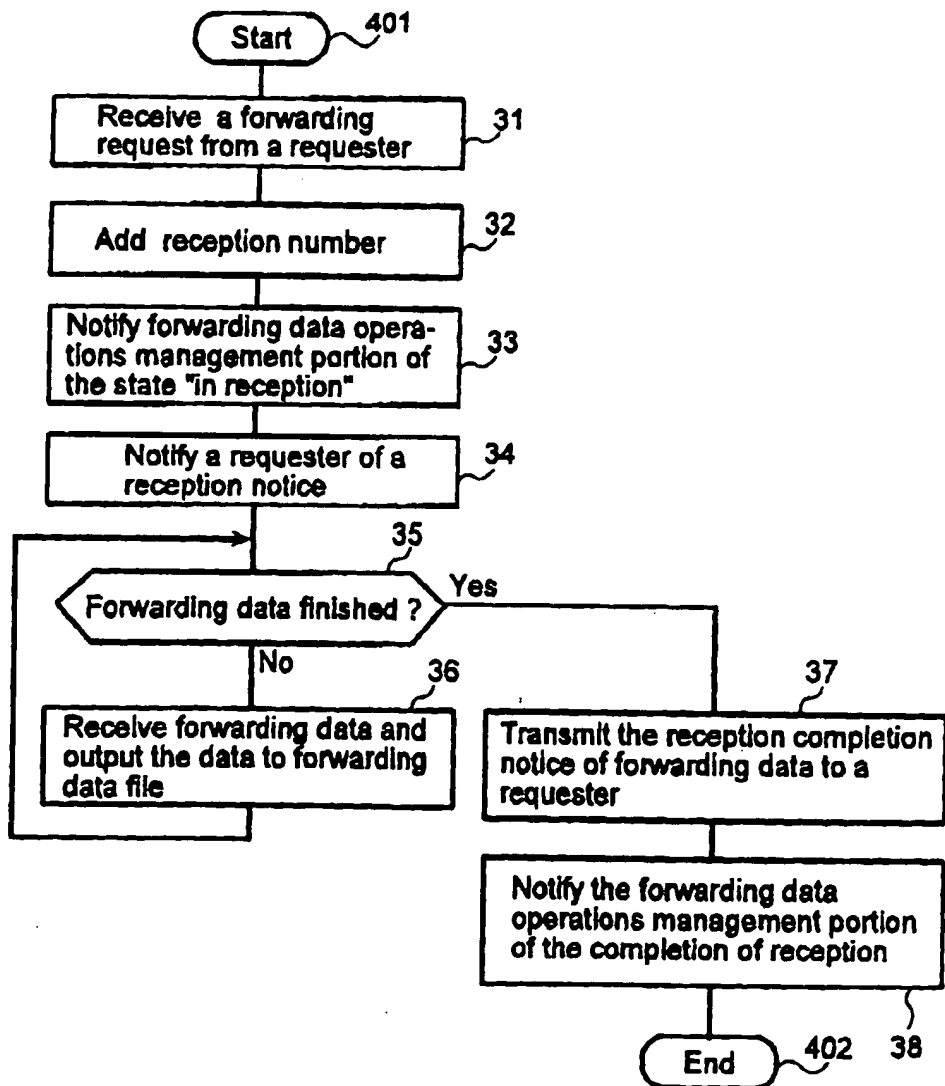 Start
401
Receive a forwarding
request from a requester
31
Add reception number
32
Notify forwarding data opera-
tions management portion of
the state "in reception"
33
Notify a requester of a
reception notice
34
35
Forwarding data finished ?
Yes
No
36
Receive forwarding data and
output the data to forwarding
data file
37
Transmit the reception completion
notice of forwarding data to a
requester
Notify the forwarding data
operations management portion
of the completion of reception
38
End
402